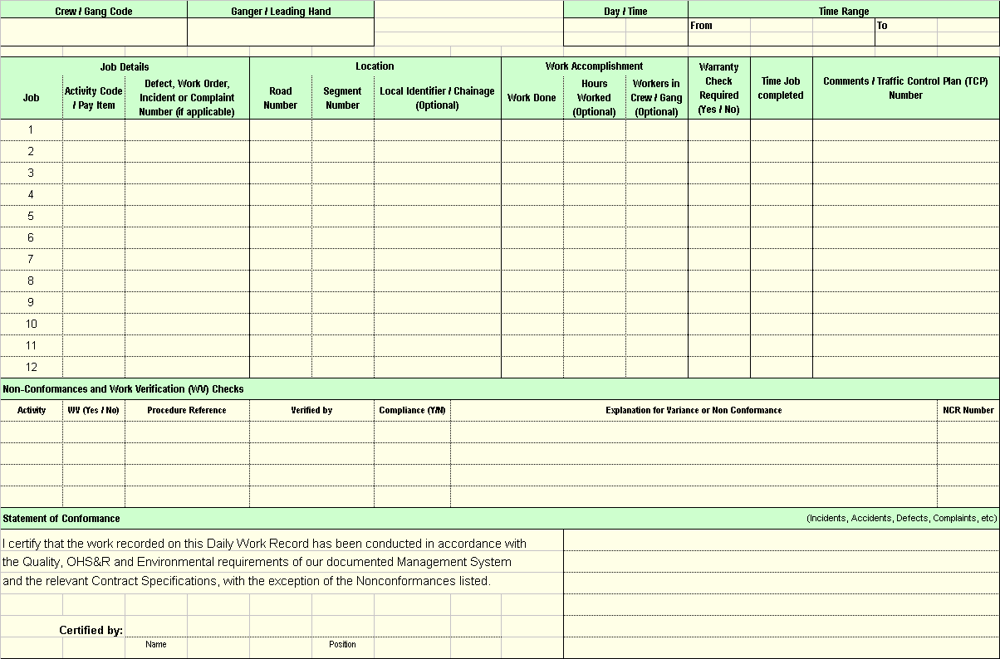 Crew / Gang Code
Ganger / Leading Hand
Day / Time
Time Range
From
To
Job Details
Location
Work Accomplishment
Warranty
Check
Required
(Yes / No)
Time Job
completed
Comments / Traffic Control Plan (TCP)
Number
Job
Activity Code
/ Pay Item
Defect, Work Order,
Incident or Complaint
Number (if applicable)
Road
Number
Segment
Number
Local Identifier / Chainage
(Optional)
Work Done
Hours
Worked
(Optional)
Workers in
Crew / Gang
(Optional)
1
2
3
4
5
6
7
8
9
10
11
12
Non-Conformances and Work Verification (WV) Checks
Activity
WV (Yes / No)
Procedure Reference
Verified by
Compliance (Y/N)
Explanation for Variance or Non Conformance
NCR Number
Statement of Conformance
(Incidents, Accidents, Defects, Complaints, etc)
I certify that the work recorded on this Daily Work Record has been conducted in accordance with
the Quality, OHS&R and Environmental requirements of our documented Management System
and the relevant Contract Specifications, with the exception of the Nonconformances listed.
Certified by:
Name
Position